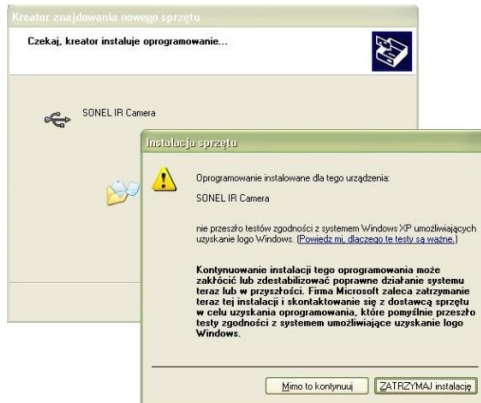 Kreator znajdowania nowego sprzętu
Czekaj, kreator instaluje oprogramowanie...
SONEL IR Camera
Instalacja sprzętu
Oprogramowanie instalowane dla tego urządzenia:
SONEL IR Camera
nie przeszło testów zgodności z systemem Windows XP umożliwiających
uzyskanie logo Windows. (Powiedz mi, dlaczego te testy są ważne.)
Kontynuowanie instalacji tego oprogramowania może
zakłócić lub zdestabilizować poprawne działanie systemu
teraz lub w przyszłości. Firma Microsoft zaleca zatrzymanie
teraz tej instalacji i skontaktowanie się z dostawcą sprzętu
w celu uzyskania oprogramowania, które pomyślnie przeszło
testy zgodności z systemem umożliwiające uzyskanie logo
Windows.
Mimo to kontynuuj
ZATRZYMAJ instalację